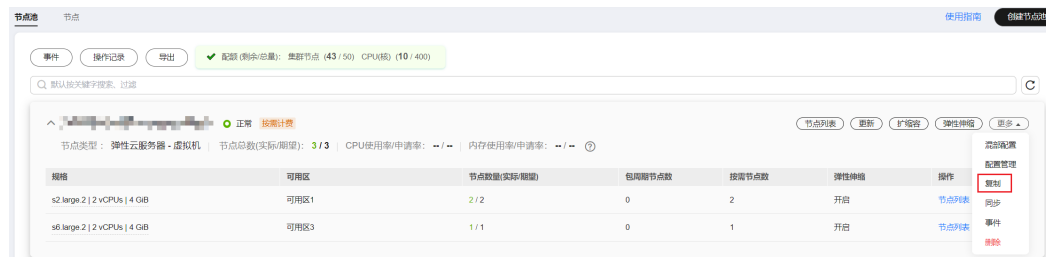 节点池 节点 使用指南 创建节点池
事件 操作记录 导出 配额 (剩余/总量): 集群节点 (43 / 50) CPU(核) (10 / 400)
默认按关键字搜索、过滤
正常 按需计费 节点列表 更新 扩缩容 弹性伸缩 更多
节点类型： 弹性云服务器 - 虚拟机 节点总数(实际/期望)： 3 / 3 CPU使用率/申请率： -- / -- 内存使用率/申请率： -- / --
混部配置
配置管理
规格 可用区 节点数量(实际/期望) 包周期节点数 按需节点数 弹性伸缩 操作
复制
s2.large.2 | 2 vCPUs | 4 GiB 可用区1 2 / 2 0 2 开启 节点列表
同步
事件
s6.large.2 | 2 vCPUs | 4 GiB 可用区3 1 / 1 0 1 开启 节点列表
删除